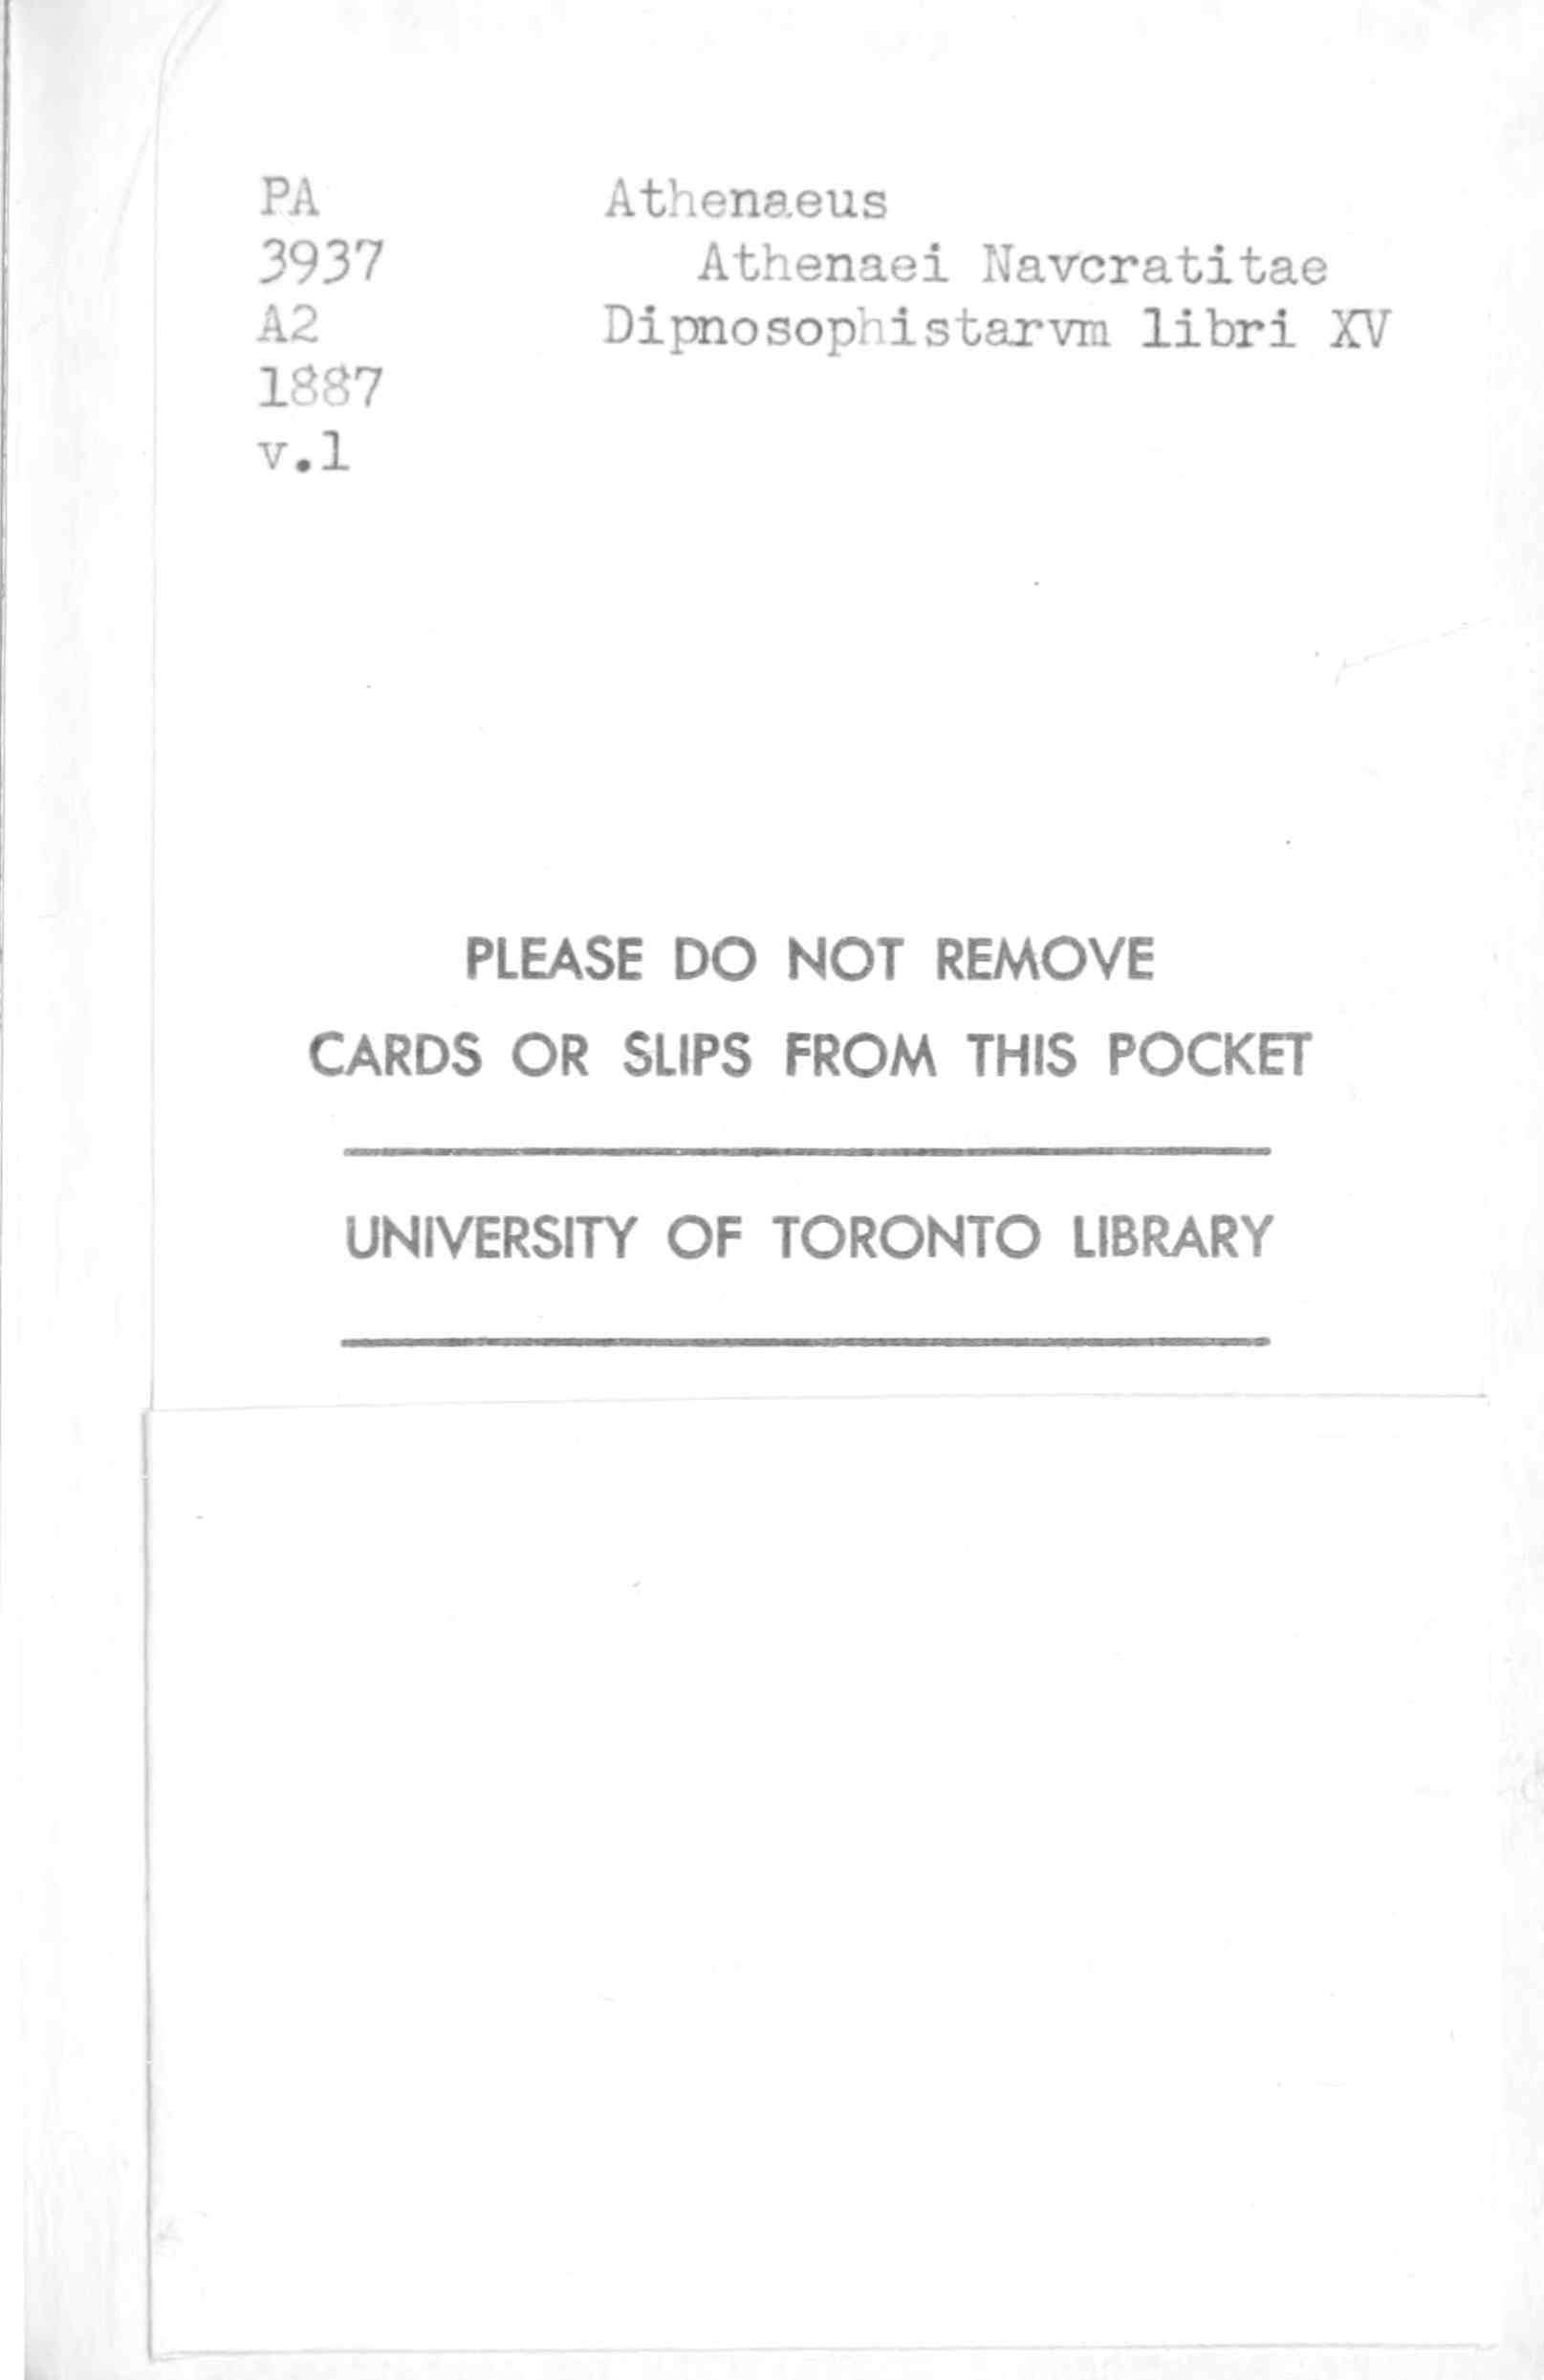 PA Athenaeus
3937 Athenaei Navcratitae
A2 Dipnosophistarvm libri XV
1887
v.1
PLEASE DO NOT REMOVE
CARDS OR SLIPS FROM THIS POCKET
UNIVERSITY OF TORONTO LIBRARY